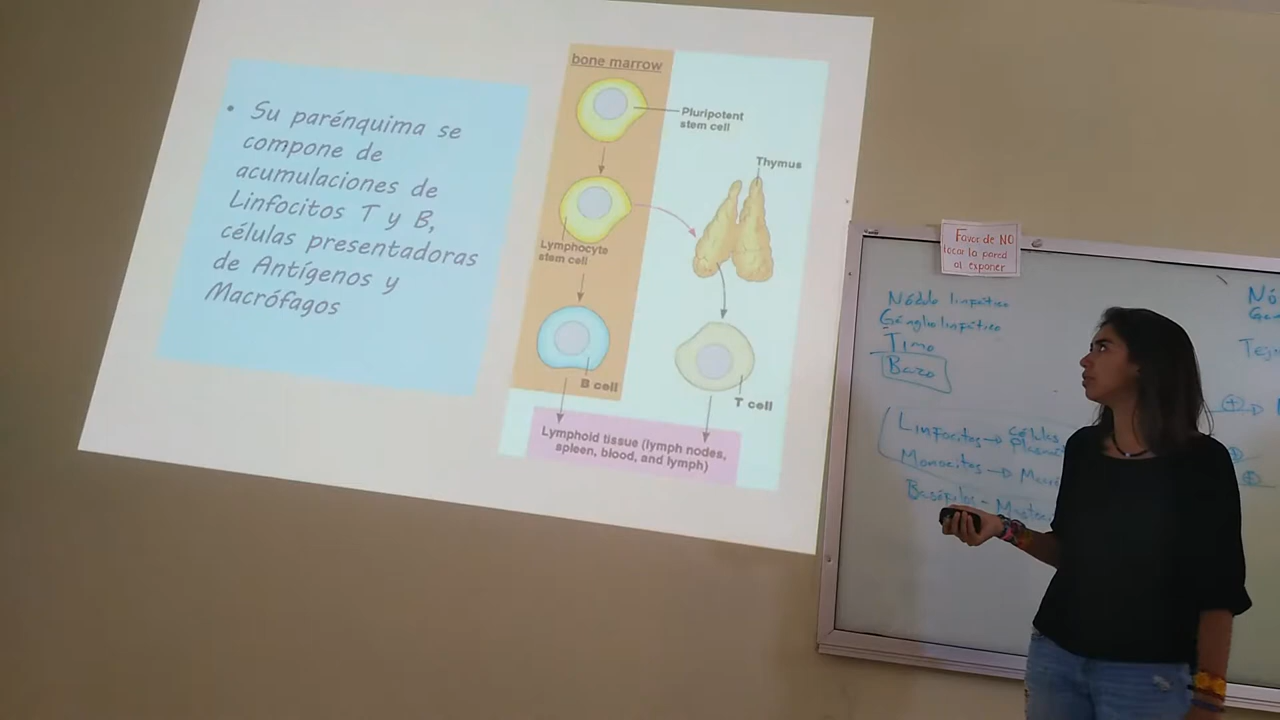 • Su parénquima se
compone de
acumulaciones de
Linfocitos T y B,
células presentadoras
de Antígenos y
Macrófagos
bone marrow
Pluripotent
stem cell
Thymus
Lymphocyte
stem cell
B cell
T cell
Lymphoid tissue (lymph nodes,
spleen, blood, and lymph)
Favor de NO
tocar la pared
al exponer
Nódulo linfático
Ganglio linfático
Timo
Bazo
Linfocitos → Células
Monocitos →
Basófilos -